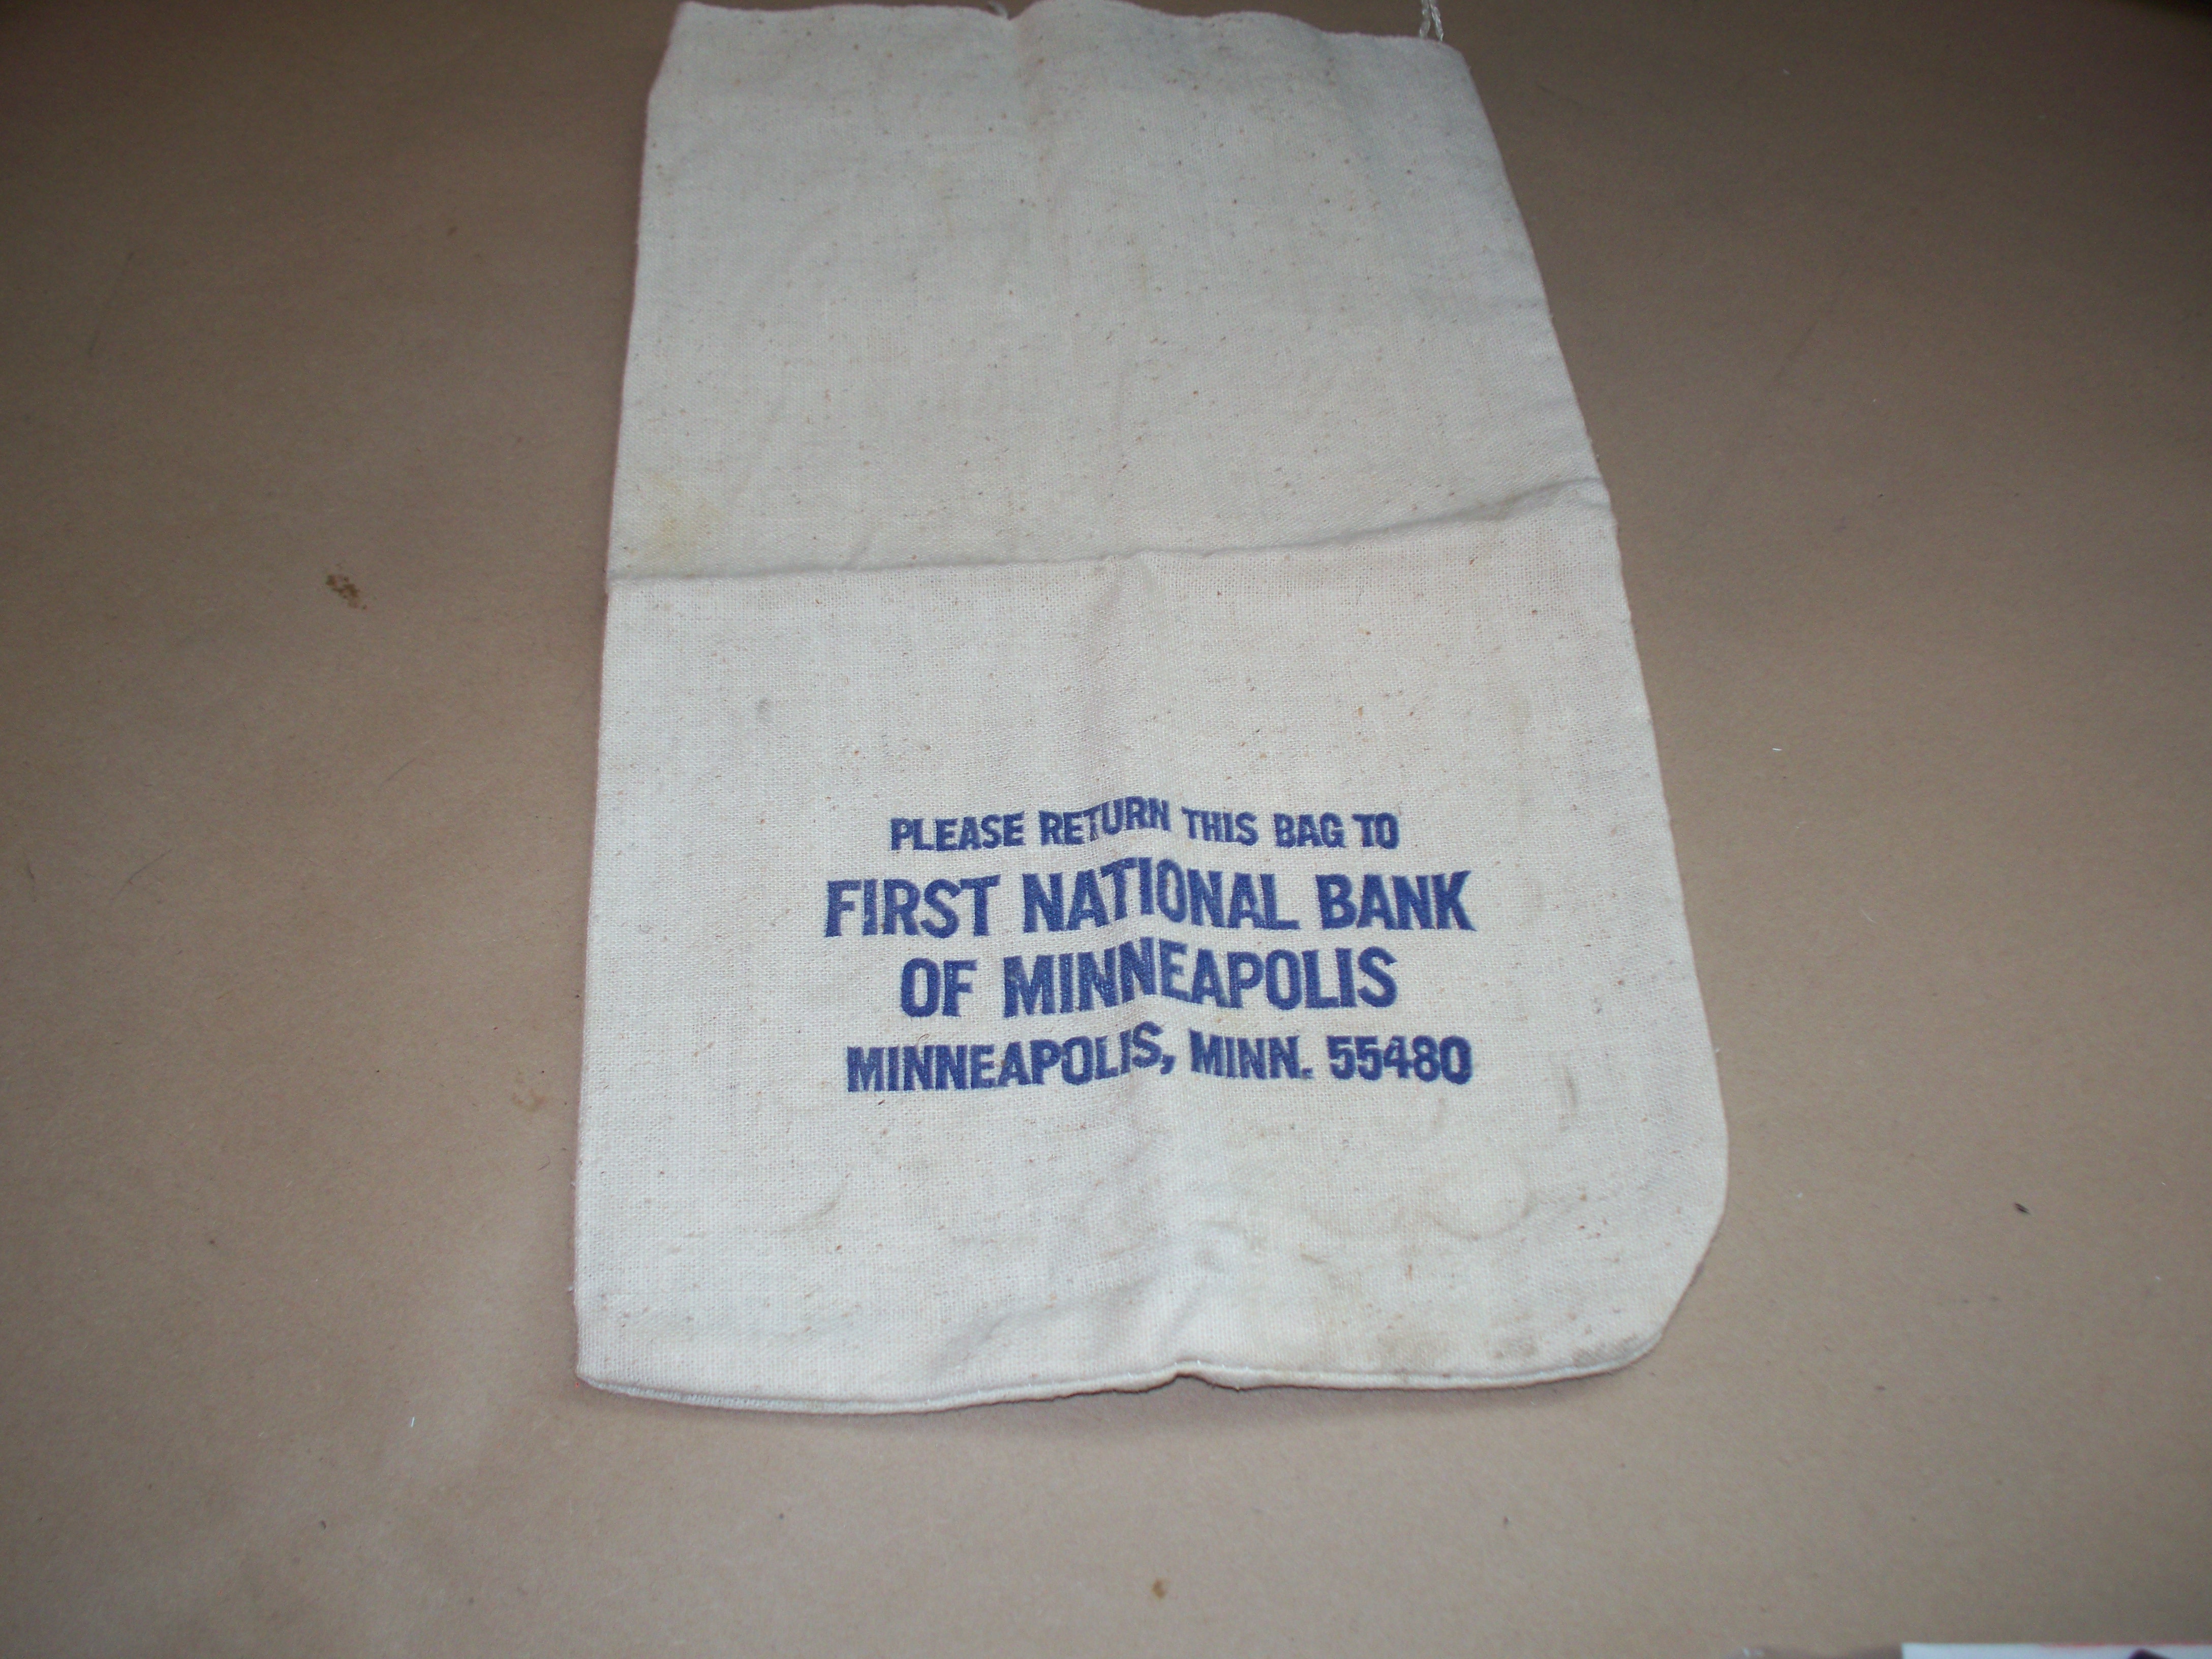 PLEASE RETURN THIS BAG TO
FIRST NATIONAL BANK
OF MINNEAPOLIS
MINNEAPOLIS, MINN. 55480